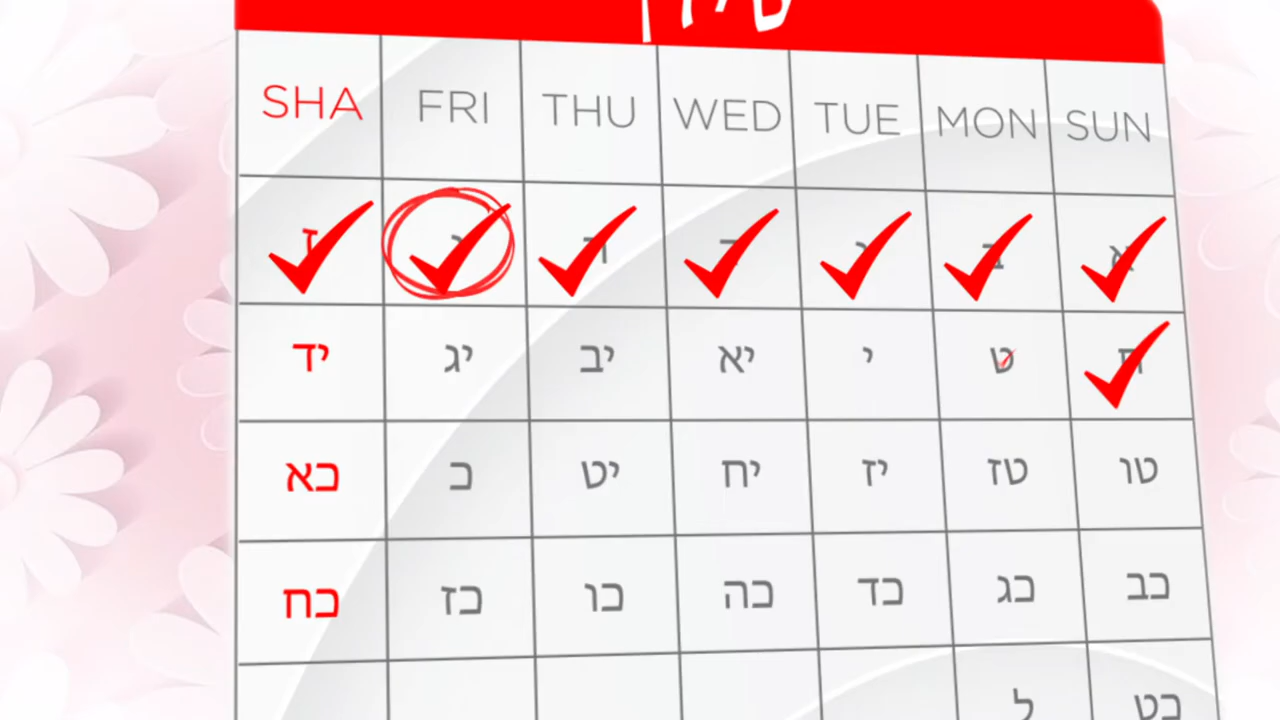 SHA FRI THU WED TUE MON SUN
א ב ה ז
ח ט י יא יב יג יד
טו טז יז יח יט כ כא
כב כג כד כה כו כז כח
כט ל